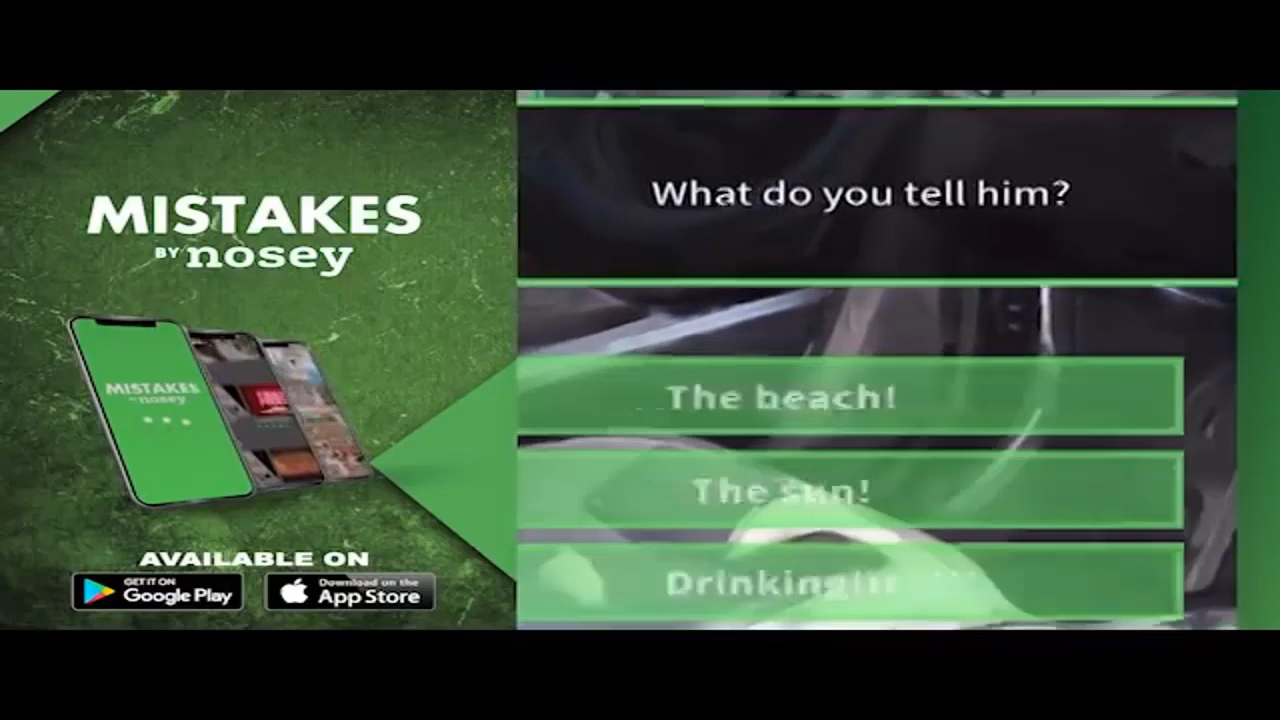 MISTAKES
BY nosey
MISTAKES
by nosey
AVAILABLE ON
GET IT ON
Google Play
Download on the
App Store
What do you tell him?
The beach!
The sun!